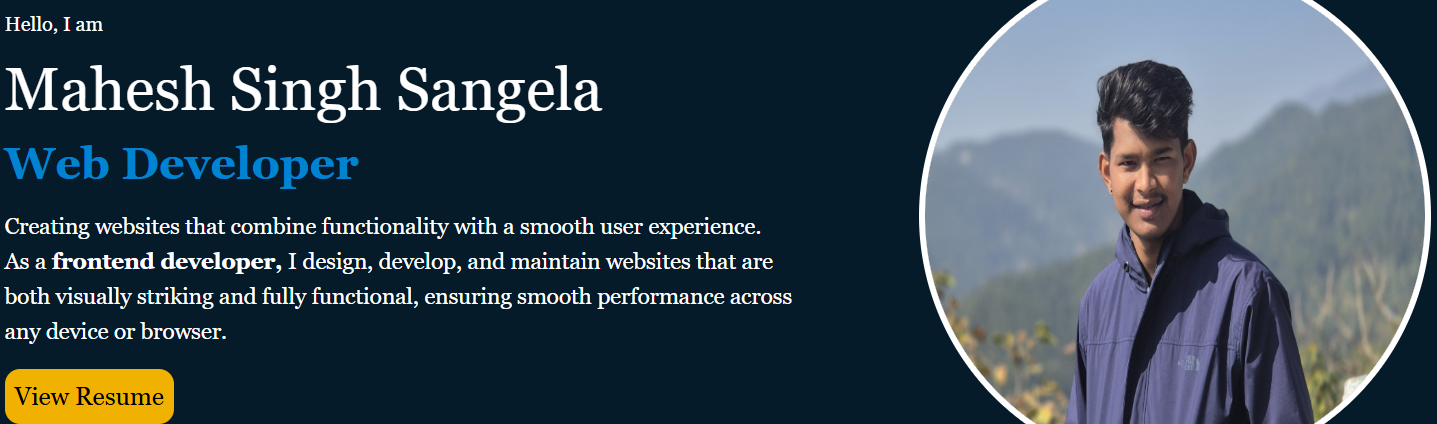 Hello, I am
Mahesh Singh Sangela
Web Developer
Creating websites that combine functionality with a smooth user experience.
As a frontend developer, I design, develop, and maintain websites that are
both visually striking and fully functional, ensuring smooth performance across
any device or browser.
View Resume